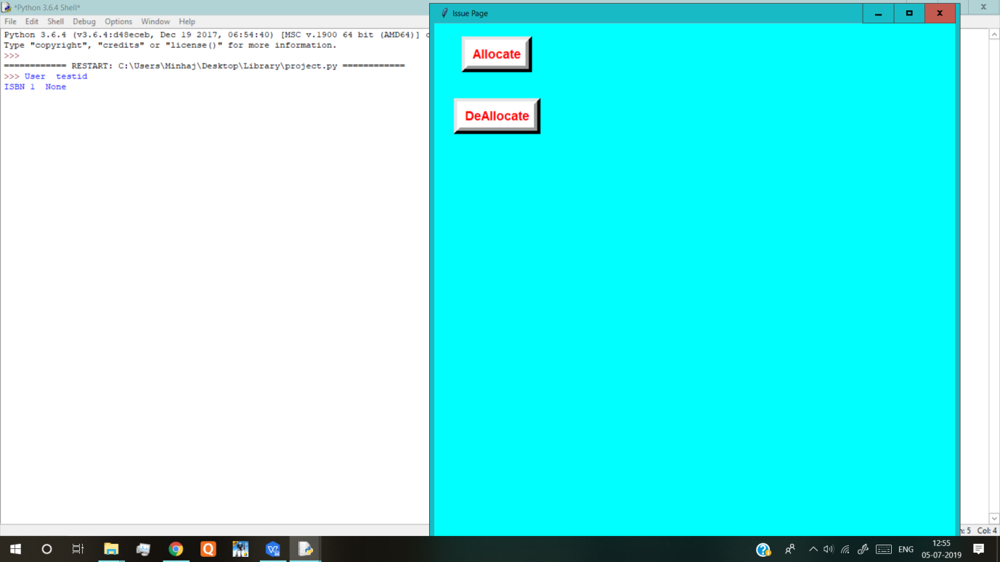 *Python 3.6.4 Shell*
File Edit Shell Debug Options Window Help
Python 3.6.4 (v3.6.4:d48eceb, Dec 19 2017, 06:54:40) [MSC v.1900 64 bit (AMD64)]
Type "copyright", "credits" or "license()" for more information.
>>>
============ RESTART: C:\Users\Minhaj\Desktop\Library\project.py ============
>>> User  testid
ISBN 1  None
Issue Page
Allocate
DeAllocate
5 Col: 4
ENG
12:55
05-07-2019